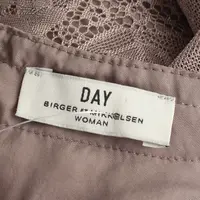 DAY
BIRGER ET MIKKELSEN
WOMAN